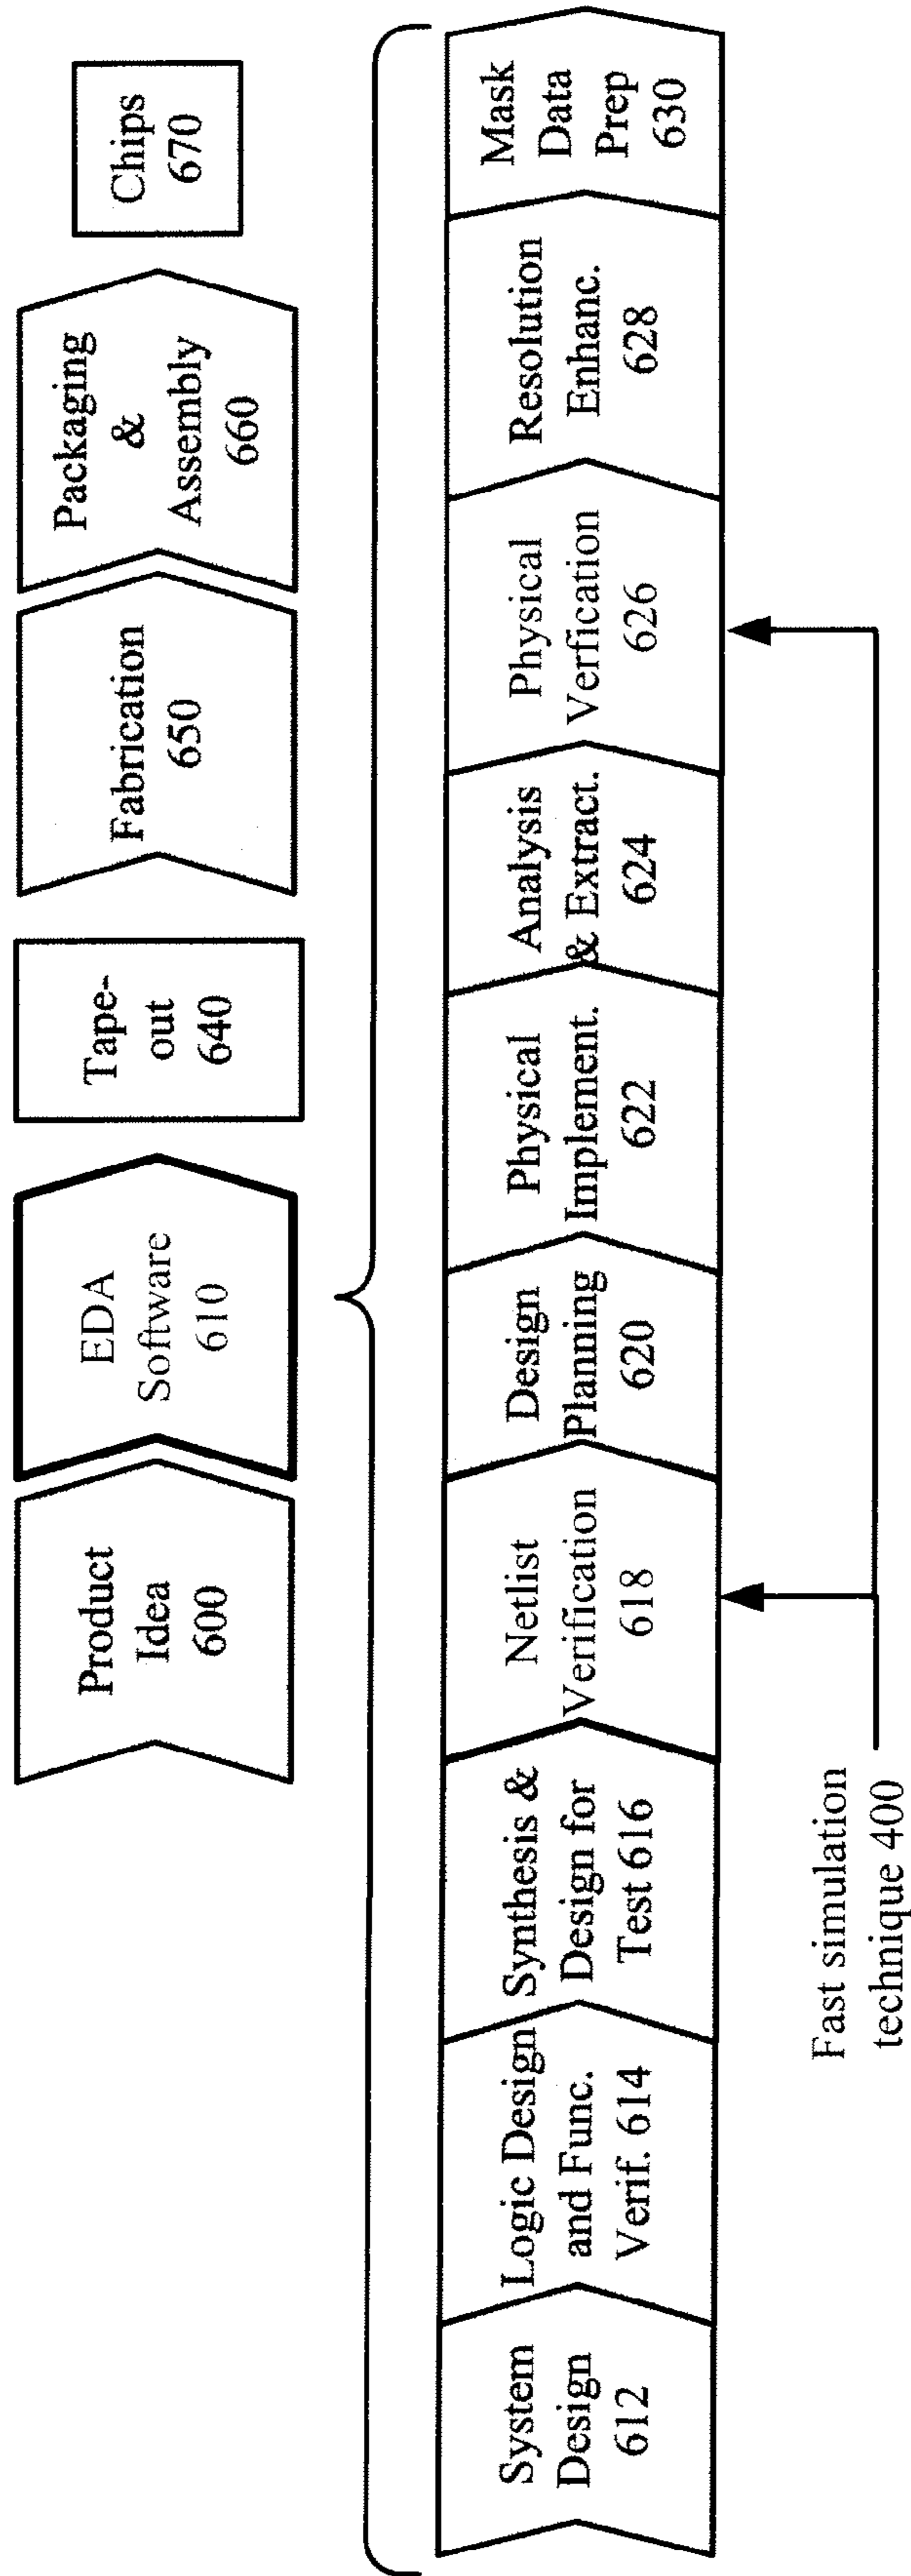 Product
Idea
600
EDA
Software
610
Tape-
out
640
Fabrication
650
Packaging
&
Assembly
660
Chips
670
System
Design
612
Logic Design
and Func.
Verif. 614
Synthesis &
Design for
Test 616
Netlist
Verification
618
Design
Planning
620
Physical
Implement.
622
Analysis
& Extract.
624
Physical
Verfication
626
Resolution
Enhanc.
628
Mask
Data
Prep
630
Fast simulation
technique 400